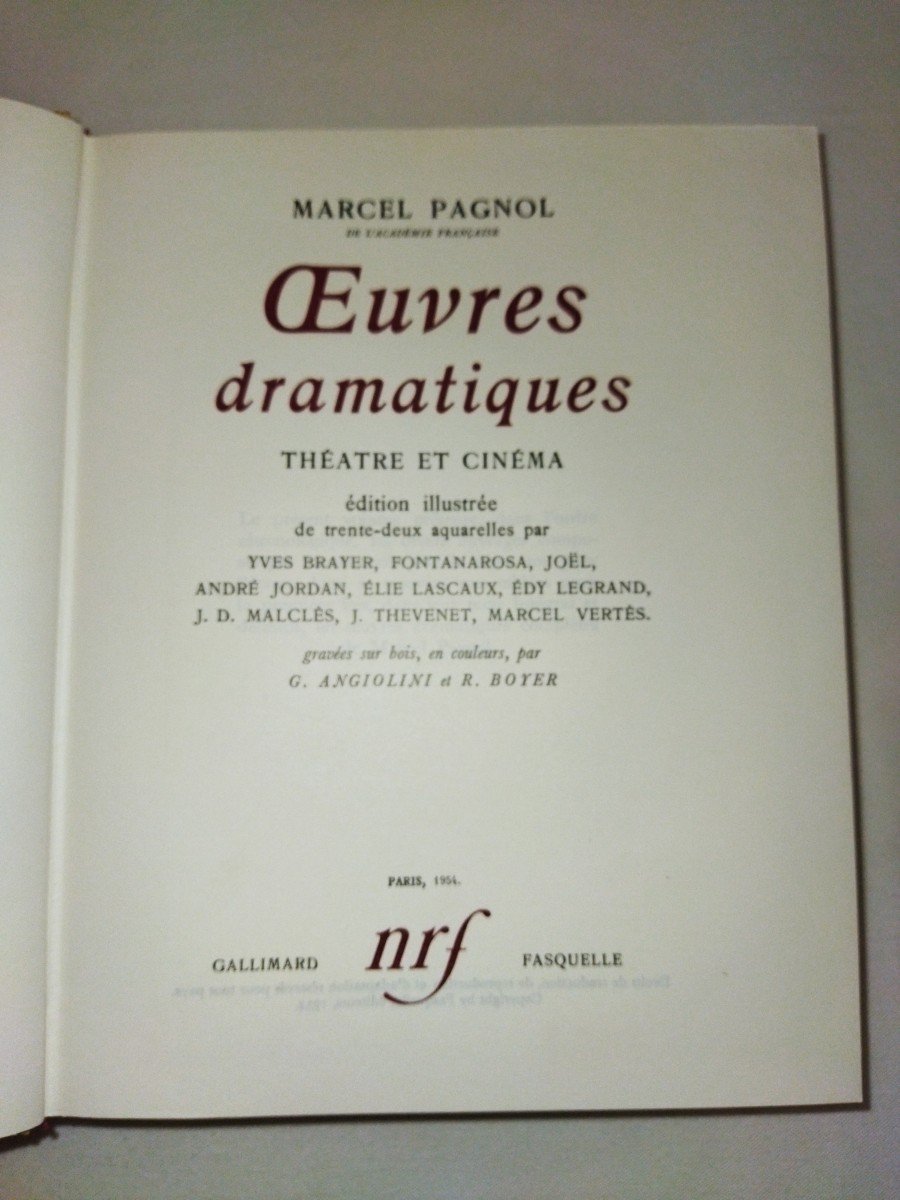 MARCEL PAGNOL
DE L'ACADÉMIE FRANÇAISE
Œuvres
dramatiques
THÉATRE ET CINÉMA
édition illustrée
de trente-deux aquarelles par
YVES BRAYER, FONTANAROSA, JOËL,
ANDRÉ JORDAN, ÉLIE LASCAUX, ÉDY LEGRAND,
J. D. MALCLÈS, J. THEVENET, MARCEL VERTÈS.
gravées sur bois, en couleurs, par
G. ANGIOLINI et R. BOYER
PARIS, 1954.
GALLIMARD nrf FASQUELLE